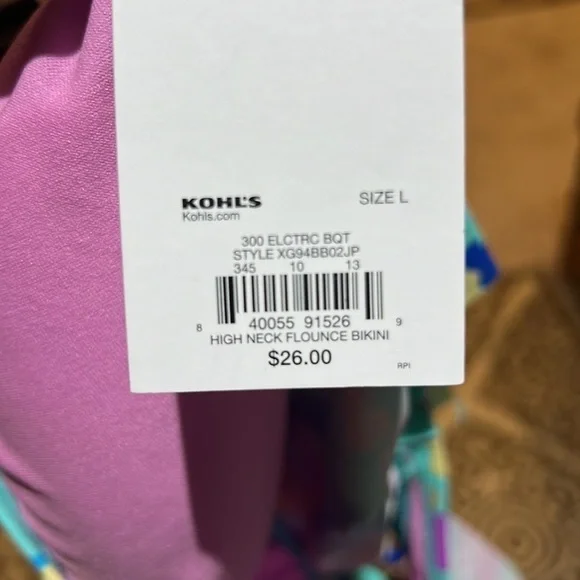 KOHL'S SIZE L
Kohls.com
300 ELCTRC BQT
STYLE XG94BB02JP
345 10 13
8 40055 91526 9
HIGH NECK FLOUNCE BIKINI
$26.00
RPI